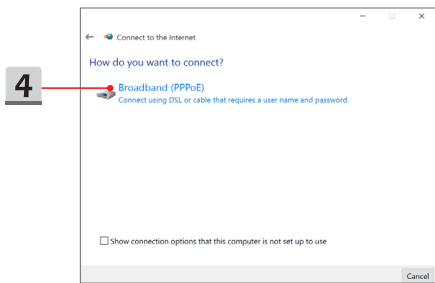 Connect to the Internet
How do you want to connect?
4
Broadband (PPPoE)
Connect using DSL or cable that requires a user name and password.
Show connection options that this computer is not set up to use
Cancel